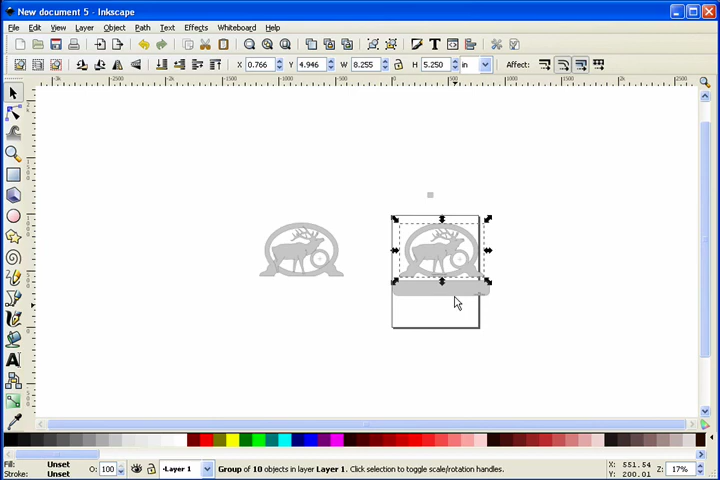 New document 5 - Inkscape
File Edit View Layer Object Path Text Effects Whiteboard Help
X 0.766 Y 4.946 W 8.255 H 5.250 in Affect:
Fill: Unset O: 100 Layer 1 Group of 10 objects in layer Layer 1. Click selection to toggle scale/rotation handles. X: 551.54 Z: 17%
Stroke: Unset Y: 200.01